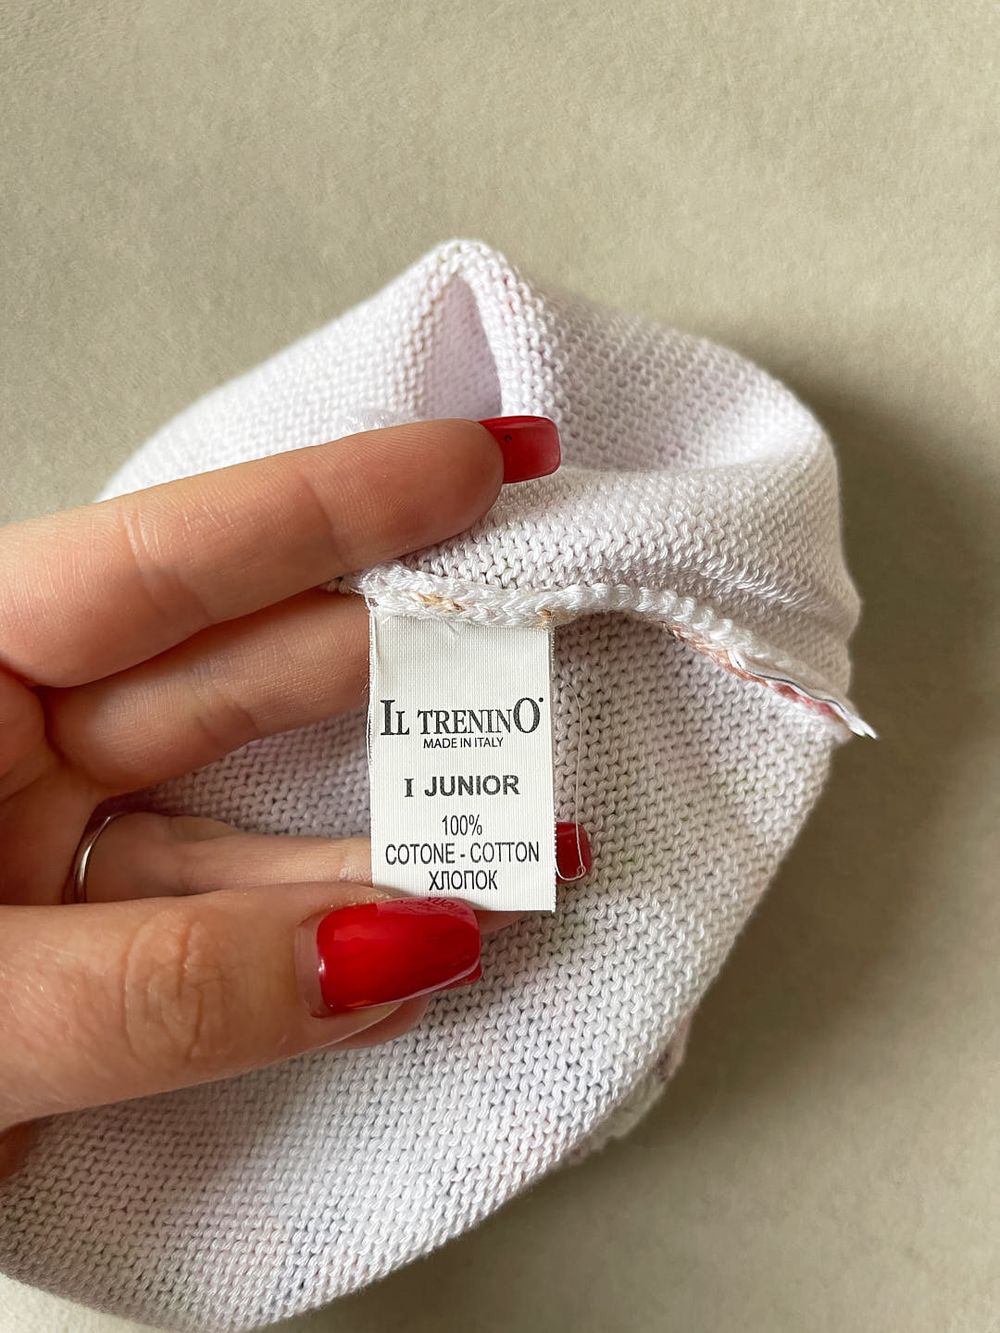 IL TRENINO
MADE IN ITALY
I JUNIOR
100%
COTONE - COTTON
ХЛОПОК